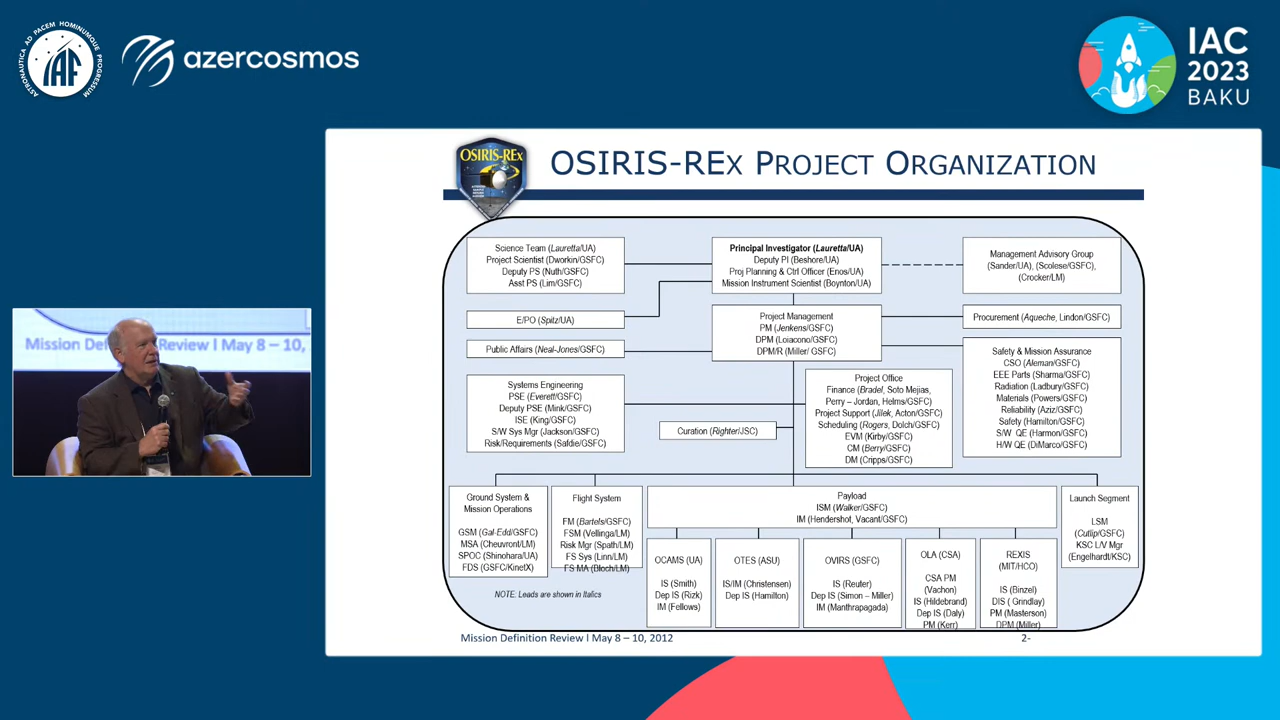 ASTRONAUTICA AD PACEM HOMINUMQUE PROGRESSUM
IAF
azercosmos
IAC
2023
BAKU
OSIRIS-REx
OSIRIS-REx Project Organization
Science Team (Lauretta/UA)
Project Scientist (Dworkin/GSFC)
Deputy PS (Nuth/GSFC)
Asst PS (Lim/GSFC)
Principal Investigator (Lauretta/UA)
Deputy PI (Beshore/UA)
Proj Planning & Ctrl Officer (Enos/UA)
Mission Instrument Scientist (Boynton/UA)
Management Advisory Group
(Sander/UA), (Scolese/GSFC),
(Crocker/LM)
E/PO (Spitz/UA)
Project Management
PM (Jenkens/GSFC)
DPM (Loiacono/GSFC)
DPM/R (Miller/ GSFC)
Procurement (Aqueche, Lindon/GSFC)
Public Affairs (Neal-Jones/GSFC)
Safety & Mission Assurance
CSO (Aleman/GSFC)
EEE Parts (Sharma/GSFC)
Radiation (Ladbury/GSFC)
Materials (Powers/GSFC)
Reliability (Aziz/GSFC)
Safety (Hamilton/GSFC)
S/W QE (Harmon/GSFC)
H/W QE (DiMarco/GSFC)
Systems Engineering
PSE (Everett/GSFC)
Deputy PSE (Mink/GSFC)
ISE (King/GSFC)
S/W Sys Mgr (Jackson/GSFC)
Risk/Requirements (Safdie/GSFC)
Project Office
Finance (Bradel, Soto Mejias,
Perry – Jordan, Helms/GSFC)
Project Support (Jilek, Acton/GSFC)
Scheduling (Rogers, Dolch/GSFC)
EVM (Kirby/GSFC)
CM (Berry/GSFC)
DM (Cripps/GSFC)
Curation (Righter/JSC)
Ground System &
Mission Operations
GSM (Gal-Edd/GSFC)
MSA (Cheuvront/LM)
SPOC (Shinohara/UA)
FDS (GSFC/KinetX)
Flight System
FM (Bartels/GSFC)
FSM (Vellinga/LM)
Risk Mgr (Spath/LM)
FS Sys (Linn/LM)
FS MA (Bloch/LM)
Payload
ISM (Walker/GSFC)
IM (Hendershot, Vacant/GSFC)
Launch Segment
LSM
(Cutlip/GSFC)
KSC L/V Mgr
(Engelhardt/KSC)
OCAMS (UA)
IS (Smith)
Dep IS (Rizk)
IM (Fellows)
OTES (ASU)
IS/IM (Christensen)
Dep IS (Hamilton)
OVIRS (GSFC)
IS (Reuter)
Dep IS (Simon – Miller)
IM (Manthrapagada)
OLA (CSA)
CSA PM
(Vachon)
IS (Hildebrand)
Dep IS (Daly)
PM (Kerr)
REXIS
(MIT/HCO)
IS (Binzel)
DIS ( Grindlay)
PM (Masterson)
DPM (Miller)
NOTE: Leads are shown in Italics
Mission Definition Review l May 8 – 10, 2012
2-
Mission Def
Review l May 8 – 10,